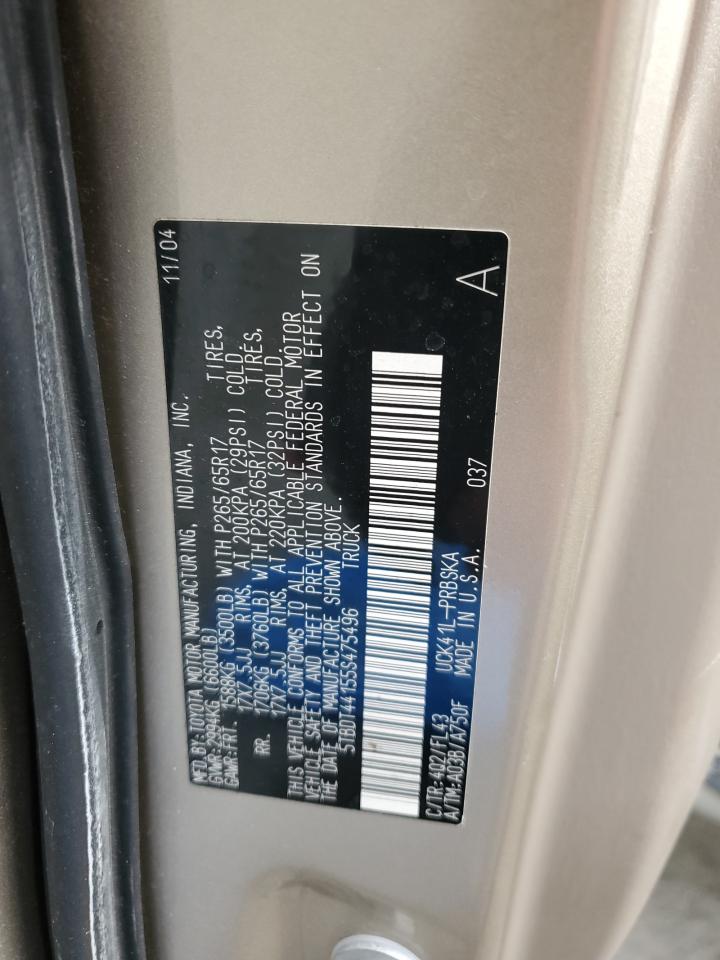 MFD.BY:TOYOTA MOTOR MANUFACTURING, INDIANA, INC. 11/04
GVWR:2994KG (6600LB)
GAWR:FRT. 1588KG (3500LB) WITH P265/65R17 TIRES,
17X7.5JJ RIMS, AT 200KPA (29PSI) COLD.
RR. 1706KG (3760LB) WITH P265/65R17 TIRES,
17X7.5JJ RIMS, AT 220KPA (32PSI) COLD.
THIS VEHICLE CONFORMS TO ALL APPLICABLE FEDERAL MOTOR
VEHICLE SAFETY AND THEFT PREVENTION STANDARDS IN EFFECT ON
THE DATE OF MANUFACTURE SHOWN ABOVE.
5TBDT44155S475496 TRUCK
C/TR:4Q2/FL43 UCK41L-PRBSKA
A/TM:A03B/A750F MADE IN U.S.A. 037
A